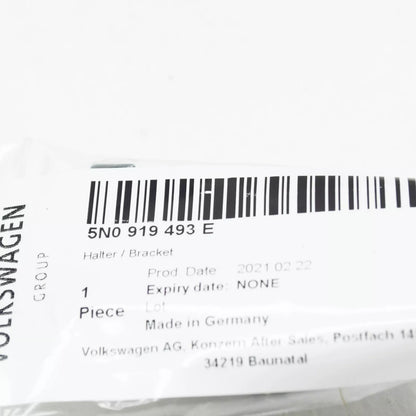 VOLKSWAGEN
GROUP
5N0 919 493 E
Halter / Bracket
Prod. Date 2021.02.22
1 Expiry date: NONE
Piece Lot
Made in Germany
Volkswagen AG, Konzern After Sales, Postfach 14
34219 Baunatal